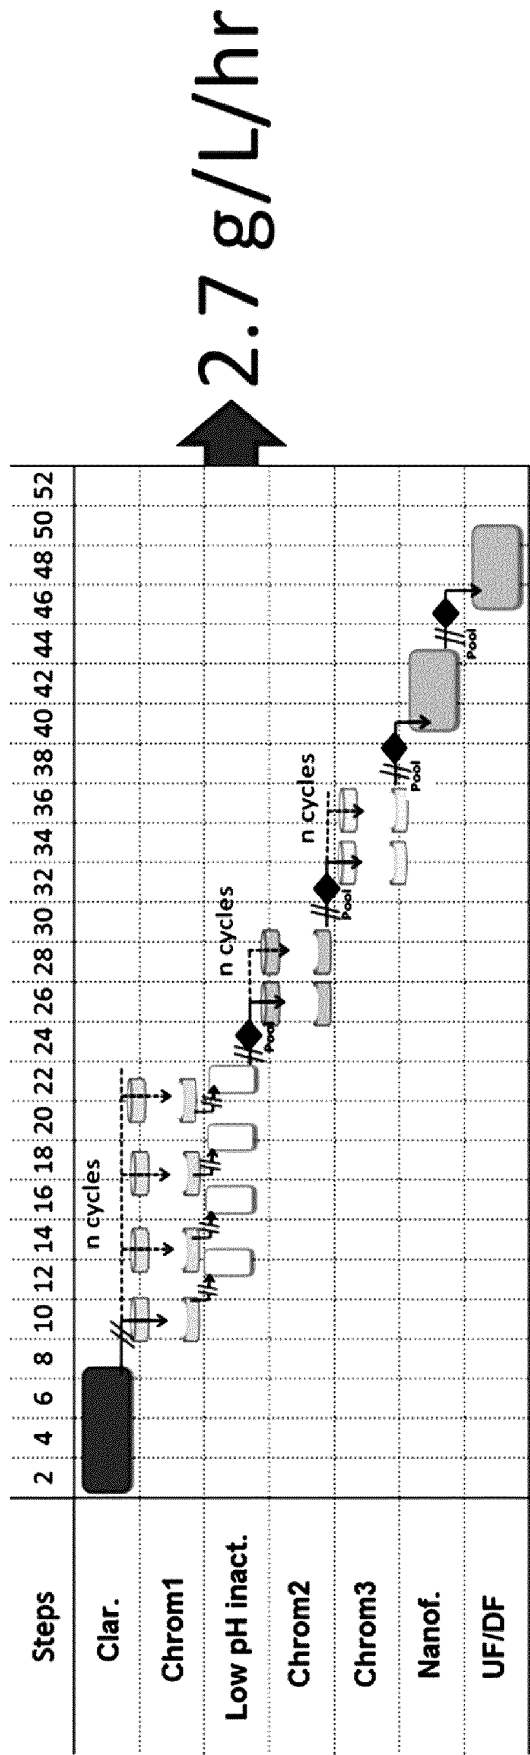 Steps 2 4 6 8 10 12 14 16 18 20 22 24 26 28 30 32 34 36 38 40 42 44 46 48 50 52
Clar.
n cycles
Chrom1
Low pH inact.
Pool
n cycles
Chrom2
Pool
n cycles
Chrom3
Pool
Nanof.
Pool
UF/DF
2.7 g/L/hr